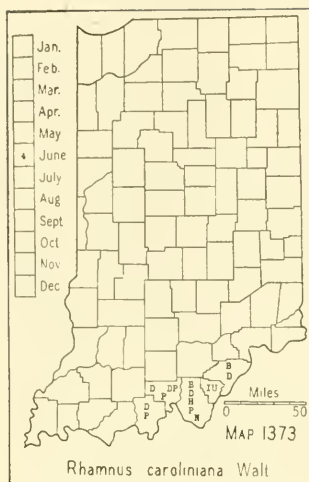 Jan.
Feb.
Mar.
Apr.
May
June
July
Aug
Sept
Oct
Nov
Dec
4
B
D
D DP
P
B
D
H
P
N
IU
D
P
Miles
0 50
MAP 1373
Rhamnus caroliniana Walt